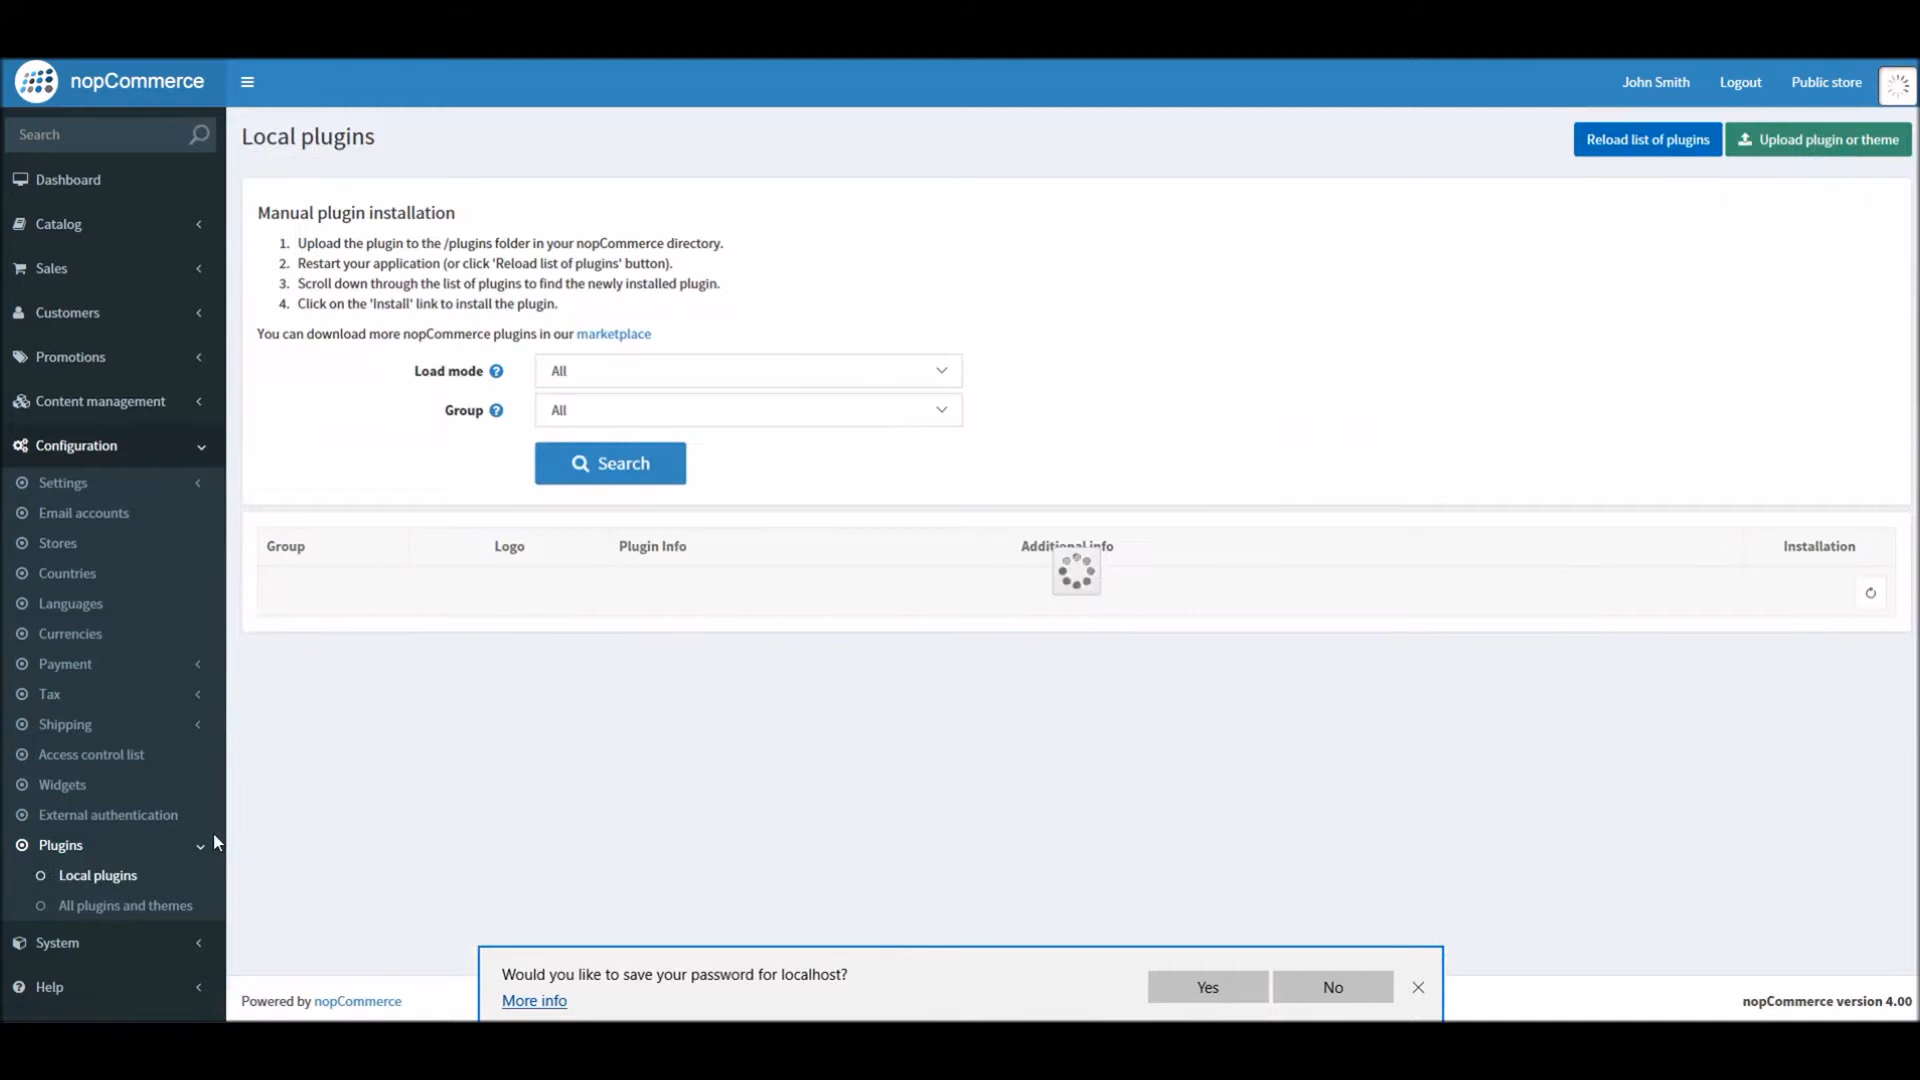 nopCommerce
John Smith
Logout
Public store
Search
Local plugins
Reload list of plugins
Upload plugin or theme
Dashboard
Catalog
Sales
Customers
Promotions
Content management
Configuration
Settings
Email accounts
Stores
Countries
Languages
Currencies
Payment
Tax
Shipping
Access control list
Widgets
External authentication
Plugins
Local plugins
All plugins and themes
System
Help
Manual plugin installation
1. Upload the plugin to the /plugins folder in your nopCommerce directory.
2. Restart your application (or click 'Reload list of plugins' button).
3. Scroll down through the list of plugins to find the newly installed plugin.
4. Click on the 'Install' link to install the plugin.
You can download more nopCommerce plugins in our marketplace
Load mode ? All
Group ? All
Search
Group Logo Plugin Info Additional info Installation
Would you like to save your password for localhost?
More info
Yes
No
Powered by nopCommerce
nopCommerce version 4.00